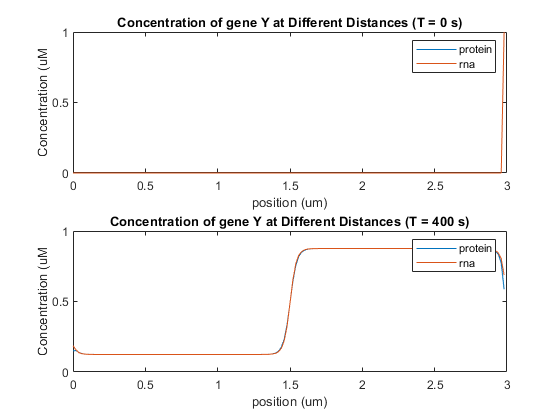 Concentration of gene Y at Different Distances (T = 0 s)
1
protein
rna
0.5
Concentration (uM
0
0 0.5 1 1.5 2 2.5 3
position (um)
Concentration of gene Y at Different Distances (T = 400 s)
1
protein
rna
0.5
Concentration (uM
0
0 0.5 1 1.5 2 2.5 3
position (um)